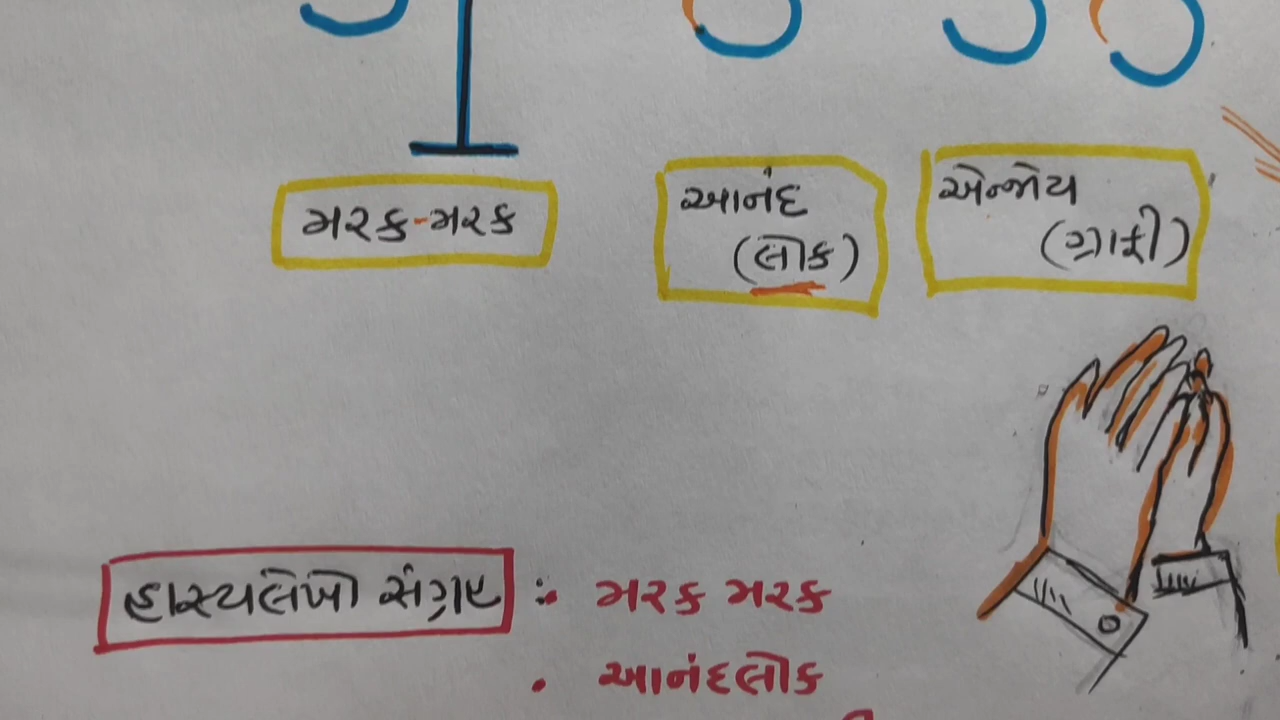 મરક-મરક
આનંદ
(લોક)
એન્જોય
(ગ્રાફી)
હાસ્યલેખો સંગ્રહ :• મરક મરક
• આનંદલોક